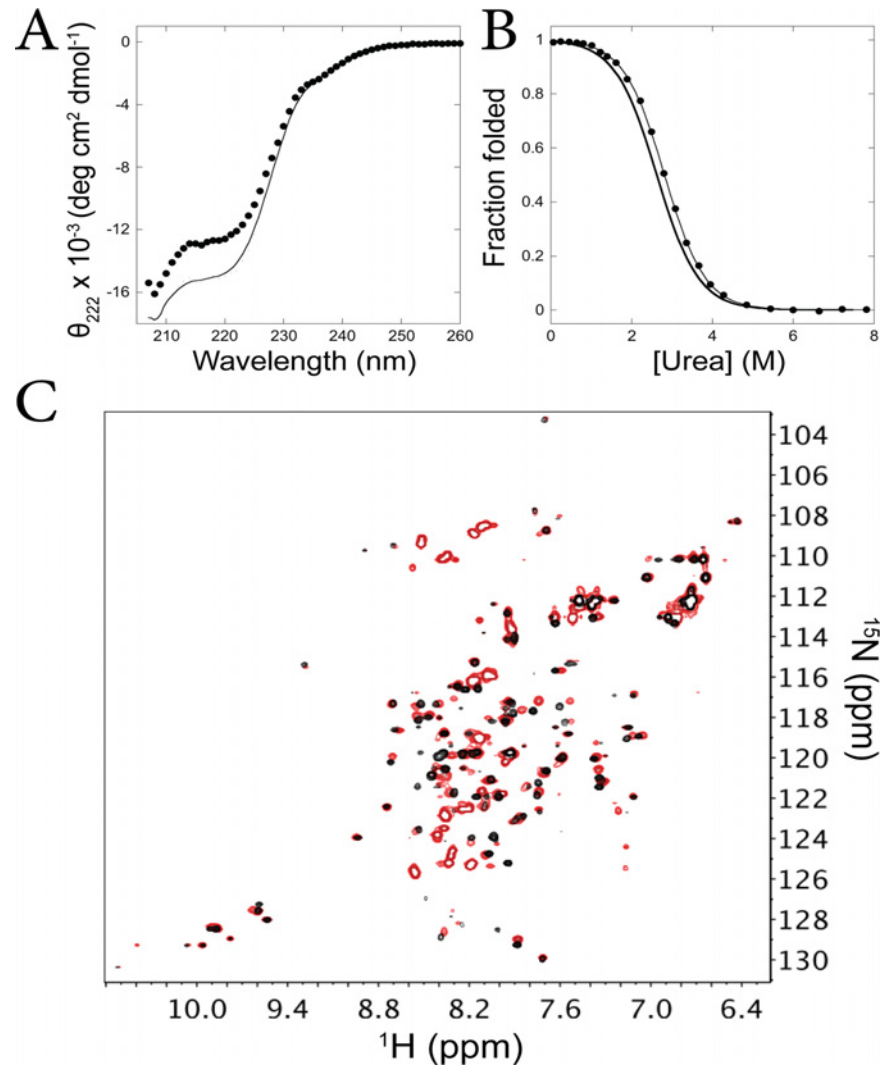 A
θ222 x 10-3 (deg cm2 dmol-1)
0
-4
-8
-12
-16
210 220 230 240 250 260
Wavelength (nm)
B
Fraction folded
1
0.8
0.6
0.4
0.2
0
0 2 4 6 8
[Urea] (M)
C
104
106
108
110
112
114
116
118
120
122
124
126
128
130
15N (ppm)
10.0 9.4 8.8 8.2 7.6 7.0 6.4
1H (ppm)